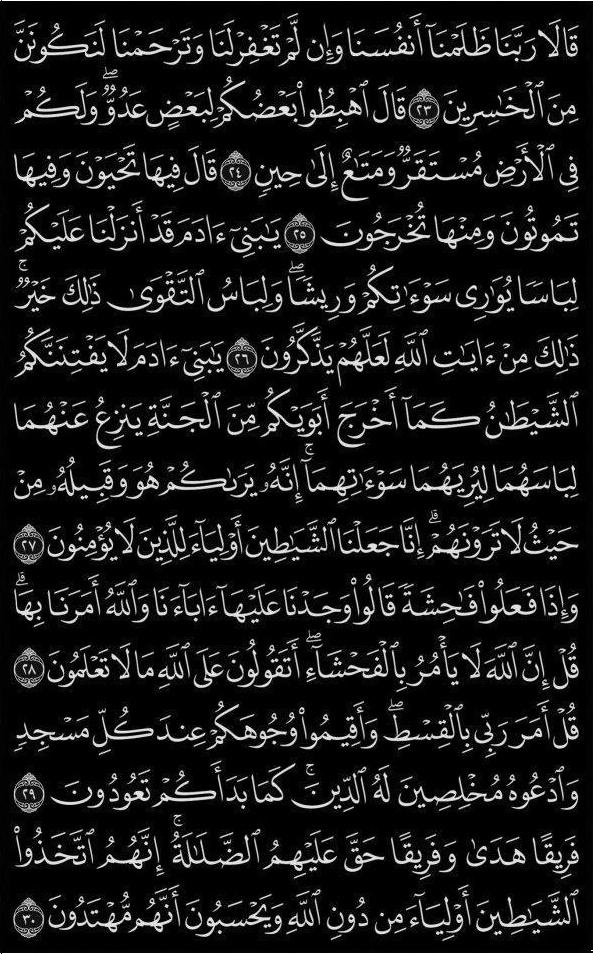 قَالَا رَبَّنَا ظَلَمْنَآ أَنفُسَنَا وَإِن لَّمْ تَغْفِرْ لَنَا وَتَرْحَمْنَا لَنَكُونَنَّ
مِنَ ٱلْخَٰسِرِينَ ٢٣ قَالَ ٱهْبِطُوا۟ بَعْضُكُمْ لِبَعْضٍ عَدُوٌّۖ وَلَكُمْ
فِى ٱلْأَرْضِ مُسْتَقَرٌّ وَمَتَٰعٌ إِلَىٰ حِينٍ ٢٤ قَالَ فِيهَا تَحْيَوْنَ وَفِيهَا
تَمُوتُونَ وَمِنْهَا تُخْرَجُونَ ٢٥ يَٰبَنِىٓ ءَادَمَ قَدْ أَنزَلْنَا عَلَيْكُمْ
لِبَاسًا يُوَٰرِى سَوْءَٰتِكُمْ وَرِيشًاۖ وَلِبَاسُ ٱلتَّقْوَىٰ ذَٰلِكَ خَيْرٌۚ
ذَٰلِكَ مِنْ ءَايَٰتِ ٱللَّهِ لَعَلَّهُمْ يَذَّكَّرُونَ ٢٦ يَٰبَنِىٓ ءَادَمَ لَا يَفْتِنَنَّكُمُ
ٱلشَّيْطَٰنُ كَمَآ أَخْرَجَ أَبَوَيْكُم مِّنَ ٱلْجَنَّةِ يَنزِعُ عَنْهُمَا
لِبَاسَهُمَا لِيُرِيَهُمَا سَوْءَٰتِهِمَآۚ إِنَّهُۥ يَرَىٰكُمْ هُوَ وَقَبِيلُهُۥ مِنْ
حَيْثُ لَا تَرَوْنَهُمْۗ إِنَّا جَعَلْنَا ٱلشَّيَٰطِينَ أَوْلِيَآءَ لِلَّذِينَ لَا يُؤْمِنُونَ ٢٧
وَإِذَا فَعَلُوا۟ فَٰحِشَةً قَالُوا۟ وَجَدْنَا عَلَيْهَآ ءَابَآءَنَا وَٱللَّهُ أَمَرَنَا بِهَاۗ
قُلْ إِنَّ ٱللَّهَ لَا يَأْمُرُ بِٱلْفَحْشَآءِۖ أَتَقُولُونَ عَلَى ٱللَّهِ مَا لَا تَعْلَمُونَ ٢٨
قُلْ أَمَرَ رَبِّى بِٱلْقِسْطِۖ وَأَقِيمُوا۟ وُجُوهَكُمْ عِندَ كُلِّ مَسْجِدٍ
وَٱدْعُوهُ مُخْلِصِينَ لَهُ ٱلدِّينَۚ كَمَا بَدَأَكُمْ تَعُودُونَ ٢٩
فَرِيقًا هَدَىٰ وَفَرِيقًا حَقَّ عَلَيْهِمُ ٱلضَّلَٰلَةُۚ إِنَّهُمُ ٱتَّخَذُوا۟
ٱلشَّيَٰطِينَ أَوْلِيَآءَ مِن دُونِ ٱللَّهِ وَيَحْسَبُونَ أَنَّهُم مُّهْتَدُونَ ٣٠